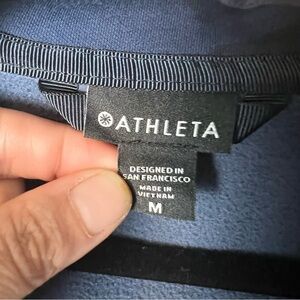 ATHLETA
DESIGNED IN
SAN FRANCISCO
MADE IN
VIETNAM
M